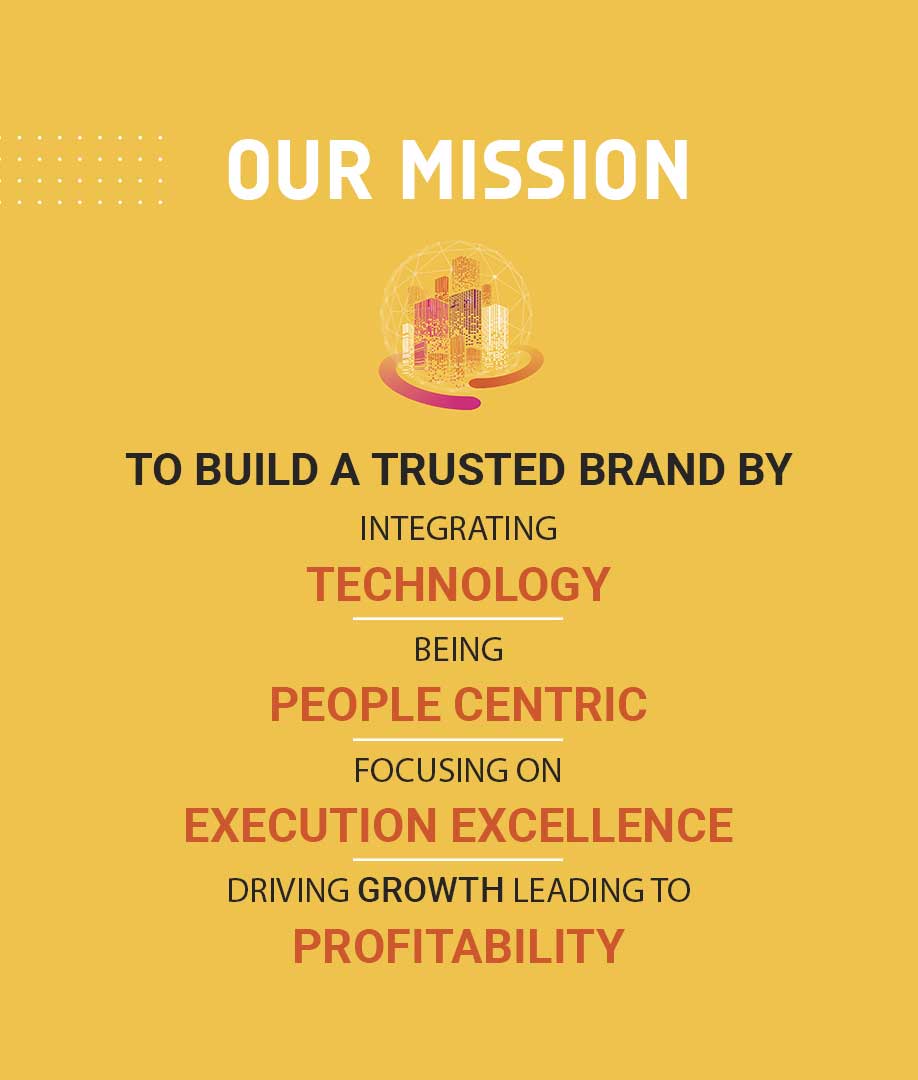 OUR MISSION
TO BUILD A TRUSTED BRAND BY
INTEGRATING
TECHNOLOGY
BEING
PEOPLE CENTRIC
FOCUSING ON
EXECUTION EXCELLENCE
DRIVING GROWTH LEADING TO
PROFITABILITY